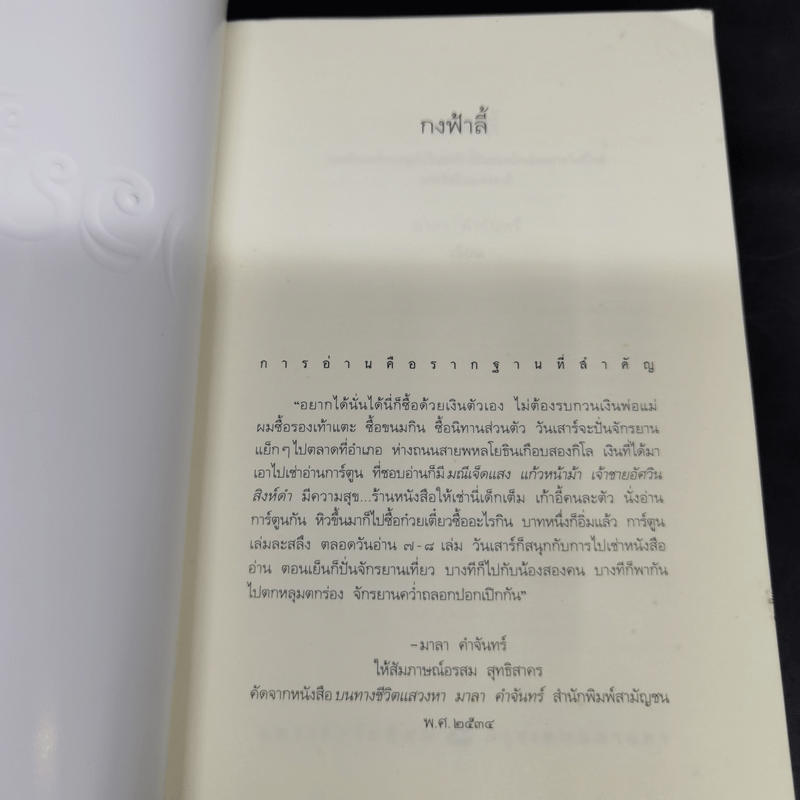 กงฟ้าลี้
การอ่านคือรากฐานที่สำคัญ
“อยากได้นั่นได้นี่ก็ซื้อด้วยเงินตัวเอง ไม่ต้องรบกวนเงินพ่อแม่
ผมซื้อรองเท้าแตะ ซื้อขนมกิน ซื้อนิทานส่วนตัว วันเสาร์จะปั่นจักรยาน
แย็กๆ ไปตลาดที่อำเภอ ห่างถนนสายพหลโยธินเกือบสองกิโล เงินที่ได้มา
เอาไปเช่าอ่านการ์ตูน ที่ชอบอ่านก็มี มณีเจ็ดแสง แก้วหน้าม้า เจ้าชายอัศวิน
สิงห์ดำ มีความสุข...ร้านหนังสือให้เช่านี่เด็กเต็ม เก้าอี้คนละตัว นั่งอ่าน
การ์ตูนกัน หิวขึ้นมาก็ไปซื้อก๋วยเตี๋ยวซื้ออะไรกิน บาทหนึ่งก็อิ่มแล้ว การ์ตูน
เล่มละสลึง ตลอดวันอ่าน ๗-๘ เล่ม วันเสาร์ก็สนุกกับการไปเช่าหนังสือ
อ่าน ตอนเย็นก็ปั่นจักรยานเที่ยว บางทีก็ไปกับน้องสองคน บางทีก็พากัน
ไปตกหลุมตกร่อง จักรยานคว่ำถลอกปอกเปิกกัน”
-มาลา คำจันทร์
ให้สัมภาษณ์อรสม สุทธิสาคร
คัดจากหนังสือ บนทางชีวิตแสวงหา มาลา คำจันทร์ สำนักพิมพ์สามัญชน
พ.ศ. ๒๕๓๔